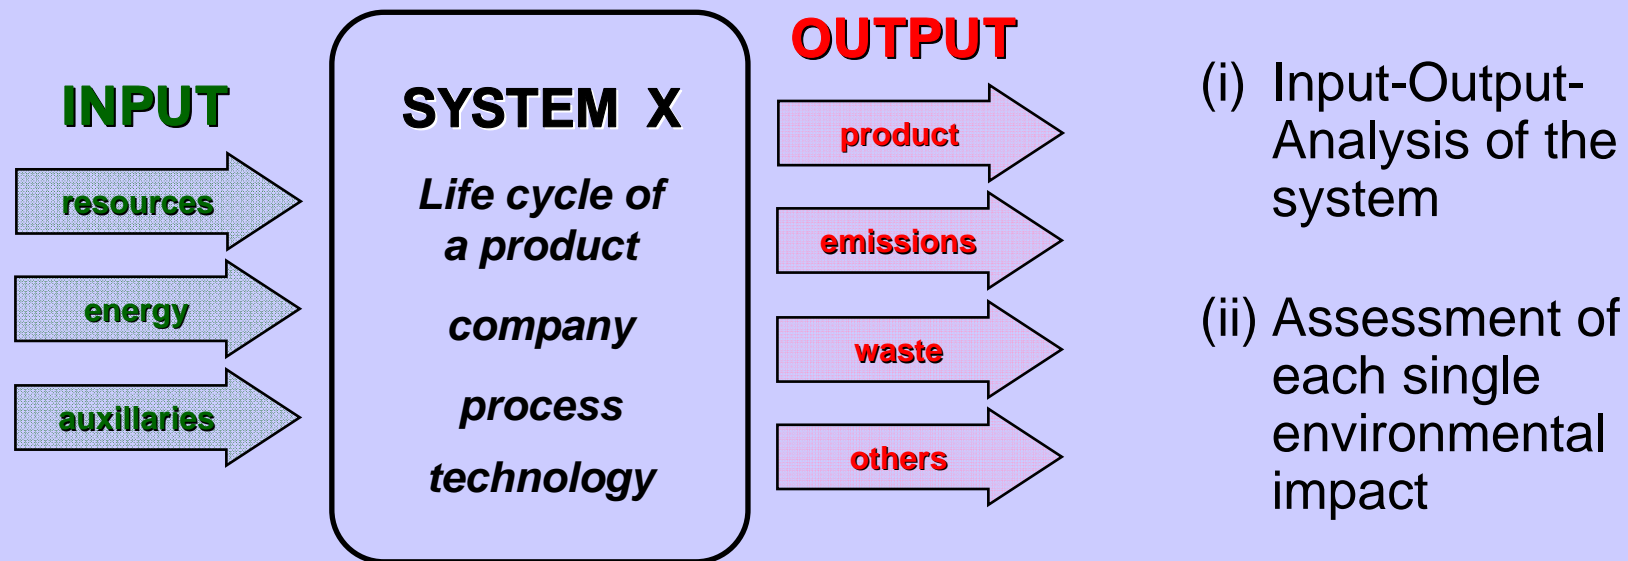 INPUT
resources
energy
auxillaries
SYSTEM X
Life cycle of
a product
company
process
technology
OUTPUT
product
emissions
waste
others
(i) Input-Output-
Analysis of the
system
(ii) Assessment of
each single
environmental
impact